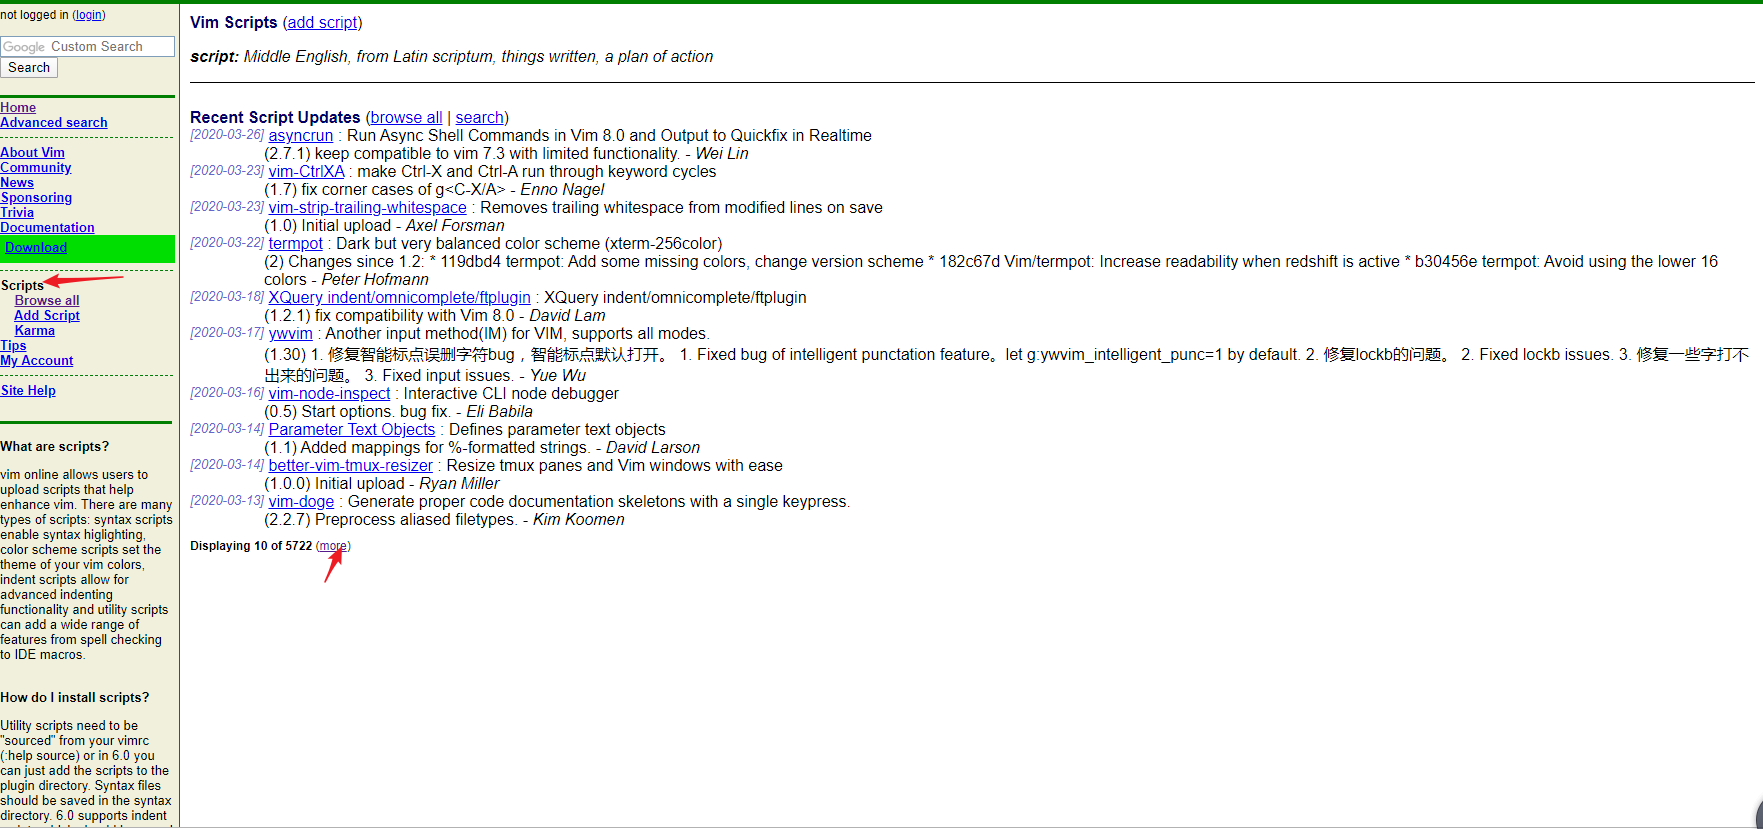 not logged in (login)
Google Custom Search
Search
Home
Advanced search
About Vim
Community
News
Sponsoring
Trivia
Documentation
Download
Scripts
Browse all
Add Script
Karma
Tips
My Account
Site Help
What are scripts?
vim online allows users to
upload scripts that help
enhance vim. There are many
types of scripts: syntax scripts
enable syntax higlighting,
color scheme scripts set the
theme of your vim colors,
indent scripts allow for
advanced indenting
functionality and utility scripts
can add a wide range of
features from spell checking
to IDE macros.
How do I install scripts?
Utility scripts need to be
"sourced" from your vimrc
(:help source) or in 6.0 you
can just add the scripts to the
plugin directory. Syntax files
should be saved in the syntax
directory. 6.0 supports indent
Vim Scripts (add script)
script: Middle English, from Latin scriptum, things written, a plan of action
Recent Script Updates (browse all | search)
[2020-03-26] asyncrun : Run Async Shell Commands in Vim 8.0 and Output to Quickfix in Realtime
(2.7.1) keep compatible to vim 7.3 with limited functionality. - Wei Lin
[2020-03-23] vim-CtrlXA : make Ctrl-X and Ctrl-A run through keyword cycles
(1.7) fix corner cases of g<C-X/A> - Enno Nagel
[2020-03-23] vim-strip-trailing-whitespace : Removes trailing whitespace from modified lines on save
(1.0) Initial upload - Axel Forsman
[2020-03-22] termpot : Dark but very balanced color scheme (xterm-256color)
(2) Changes since 1.2: * 119dbd4 termpot: Add some missing colors, change version scheme * 182c67d Vim/termpot: Increase readability when redshift is active * b30456e termpot: Avoid using the lower 16
colors - Peter Hofmann
[2020-03-18] XQuery indent/omnicomplete/ftplugin : XQuery indent/omnicomplete/ftplugin
(1.2.1) fix compatibility with Vim 8.0 - David Lam
[2020-03-17] ywvim : Another input method(IM) for VIM, supports all modes.
(1.30) 1. 修复智能标点误删字符bug，智能标点默认打开。 1. Fixed bug of intelligent punctation feature。let g:ywvim_intelligent_punc=1 by default. 2. 修复lockb的问题。 2. Fixed lockb issues. 3. 修复一些字打不
出来的问题。 3. Fixed input issues. - Yue Wu
[2020-03-16] vim-node-inspect : Interactive CLI node debugger
(0.5) Start options. bug fix. - Eli Babila
[2020-03-14] Parameter Text Objects : Defines parameter text objects
(1.1) Added mappings for %-formatted strings. - David Larson
[2020-03-14] better-vim-tmux-resizer : Resize tmux panes and Vim windows with ease
(1.0.0) Initial upload - Ryan Miller
[2020-03-13] vim-doge : Generate proper code documentation skeletons with a single keypress.
(2.2.7) Preprocess aliased filetypes. - Kim Koomen
Displaying 10 of 5722 (more)